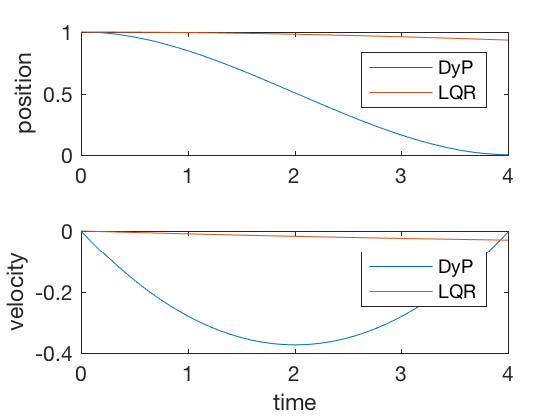 position
1
0.5
0
DyP
LQR
0 1 2 3 4
velocity
0
-0.2
-0.4
DyP
LQR
0 1 2 3 4
time